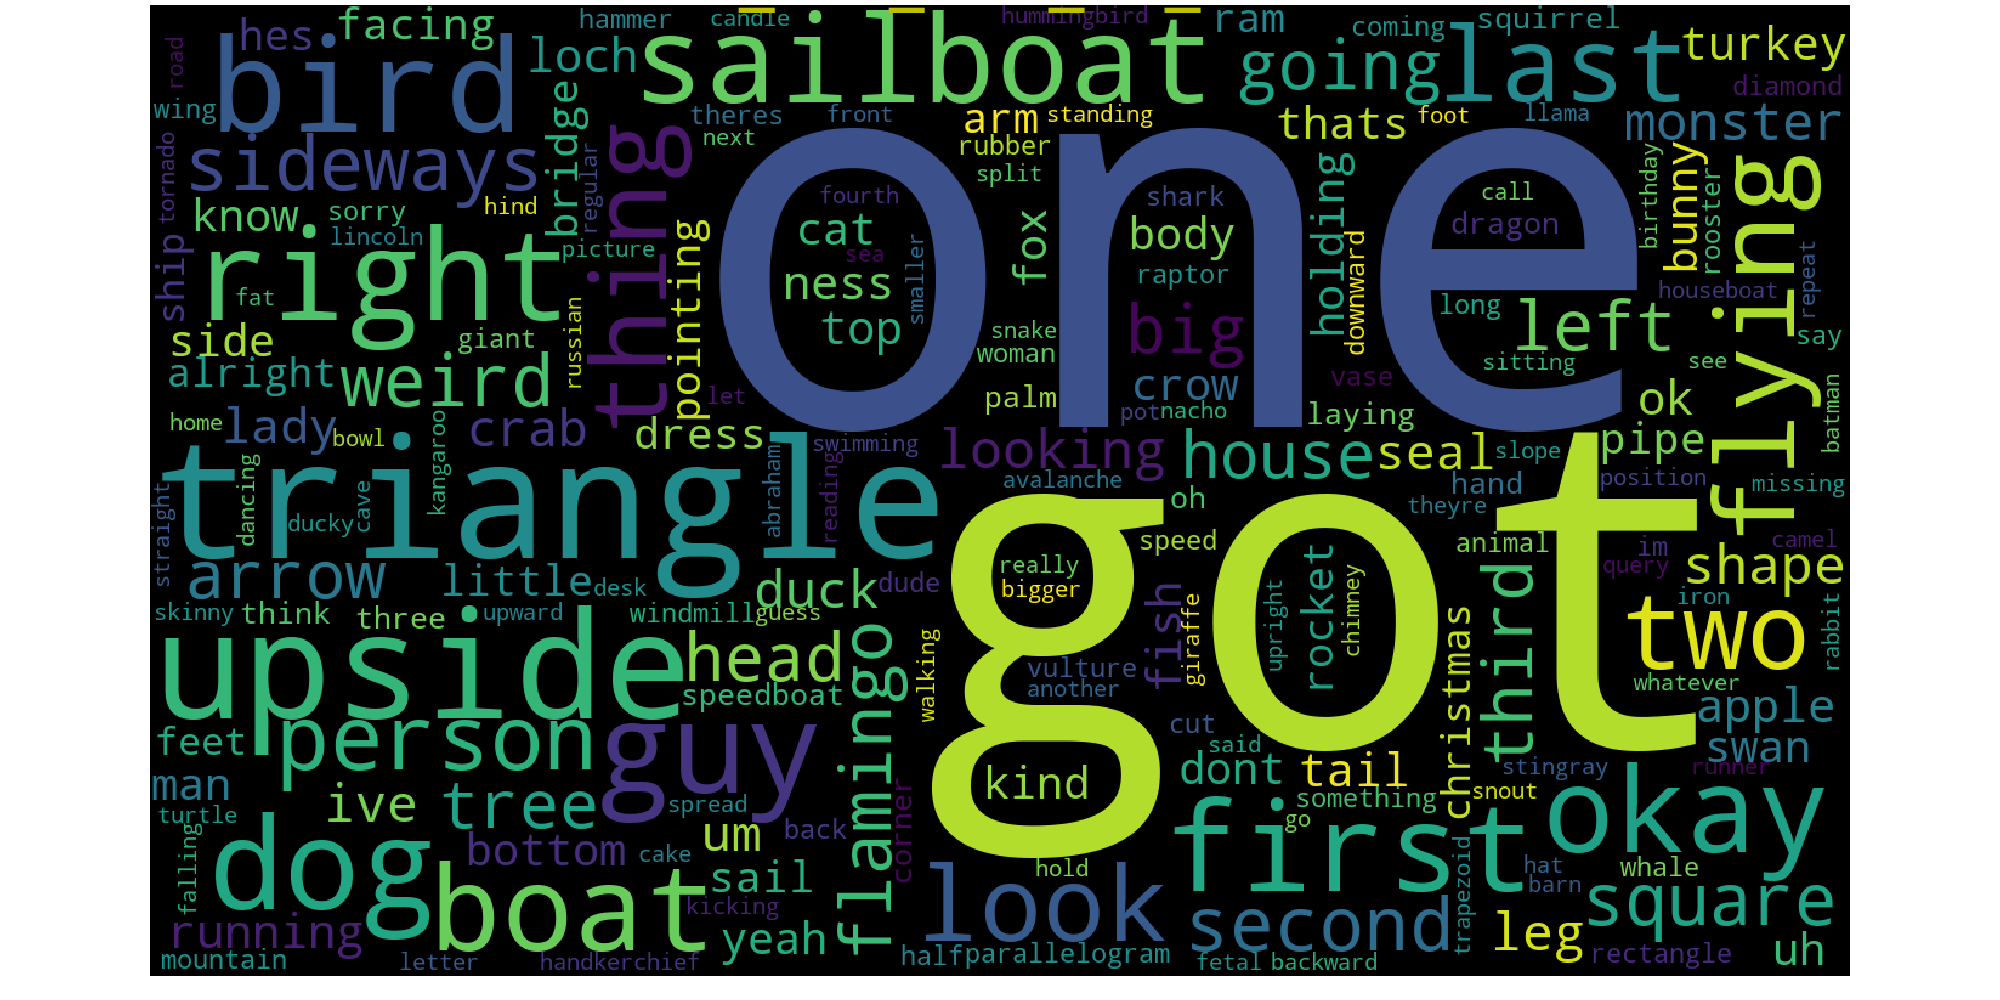 hammer candle hummingbird ram coming squirrel
hes facing loch sailboat going last turkey
road bird diamond
wing bridge theres front arm standing thats foot llama monster
tornado sideways regular thing next rubber holding birthday bunny rooster flying
hind split fourth one shark call
know sorry cat fox body dragon
lincoln picture sea smaller downward repeat
ship right pointing ness raptor houseboat
fat top snake big long left say
side giant russian woman sitting see
alright weird let vase crow
home lady bowl kangaroo crab dress palm pot nacho laying ok batman
swimming looking house seal slope pipe
triangle abraham reading avalanche hand position missing
straight dancing ducky cave oh theyre
speed animal im camel
arrow little desk duck dude really rocket query shape
bigger fish giraffe upright chimney iron
skinny think three upward windmill guess got third two rabbit
upside head flamingo walking vulture christmas
speedboat another whatever
feet person guy cut apple
said dont swan
man ive tree kind tail stingray runner
turtle spread corner something snout okay
um back go first
falling dog bottom cake look trapezoid
boat sail hold hat whale
kicking barn square
running yeah second leg
mountain letter handkerchief half parallelogram fetal backward rectangle uh